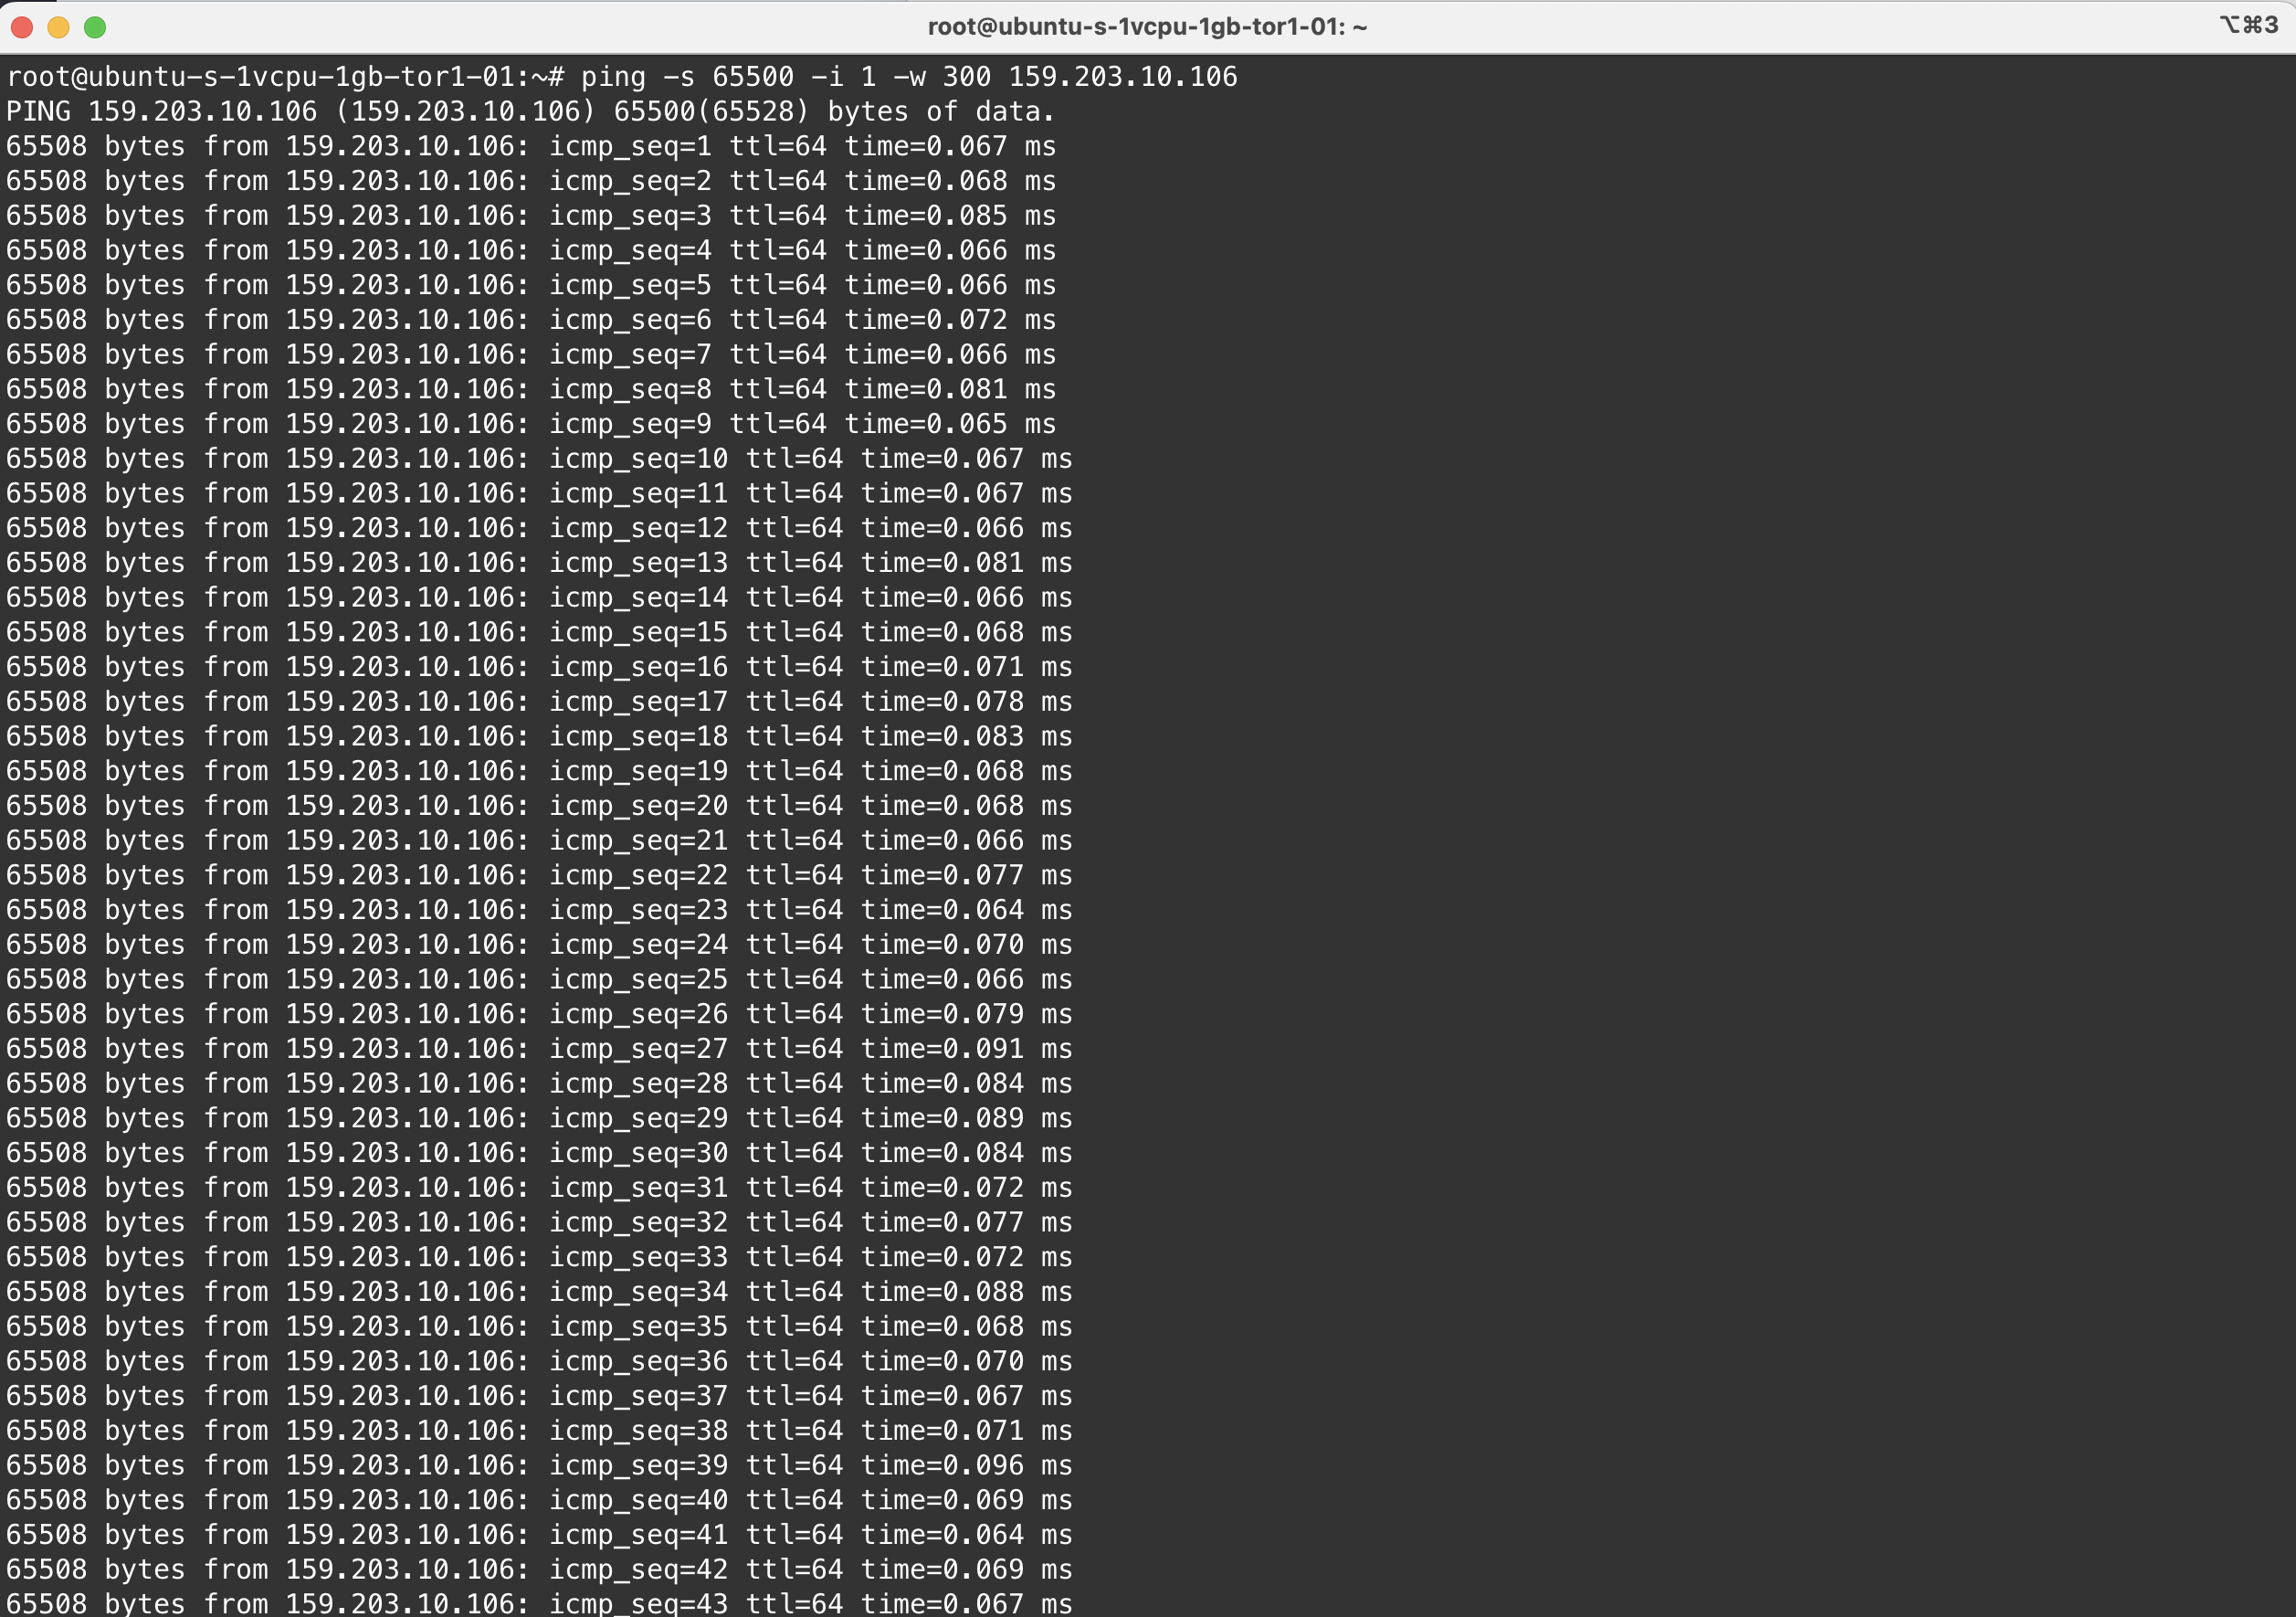 root@ubuntu-s-1vcpu-1gb-tor1-01: ~
⌥⌘3
root@ubuntu-s-1vcpu-1gb-tor1-01:~# ping -s 65500 -i 1 -w 300 159.203.10.106
PING 159.203.10.106 (159.203.10.106) 65500(65528) bytes of data.
65508 bytes from 159.203.10.106: icmp_seq=1 ttl=64 time=0.067 ms
65508 bytes from 159.203.10.106: icmp_seq=2 ttl=64 time=0.068 ms
65508 bytes from 159.203.10.106: icmp_seq=3 ttl=64 time=0.085 ms
65508 bytes from 159.203.10.106: icmp_seq=4 ttl=64 time=0.066 ms
65508 bytes from 159.203.10.106: icmp_seq=5 ttl=64 time=0.066 ms
65508 bytes from 159.203.10.106: icmp_seq=6 ttl=64 time=0.072 ms
65508 bytes from 159.203.10.106: icmp_seq=7 ttl=64 time=0.066 ms
65508 bytes from 159.203.10.106: icmp_seq=8 ttl=64 time=0.081 ms
65508 bytes from 159.203.10.106: icmp_seq=9 ttl=64 time=0.065 ms
65508 bytes from 159.203.10.106: icmp_seq=10 ttl=64 time=0.067 ms
65508 bytes from 159.203.10.106: icmp_seq=11 ttl=64 time=0.067 ms
65508 bytes from 159.203.10.106: icmp_seq=12 ttl=64 time=0.066 ms
65508 bytes from 159.203.10.106: icmp_seq=13 ttl=64 time=0.081 ms
65508 bytes from 159.203.10.106: icmp_seq=14 ttl=64 time=0.066 ms
65508 bytes from 159.203.10.106: icmp_seq=15 ttl=64 time=0.068 ms
65508 bytes from 159.203.10.106: icmp_seq=16 ttl=64 time=0.071 ms
65508 bytes from 159.203.10.106: icmp_seq=17 ttl=64 time=0.078 ms
65508 bytes from 159.203.10.106: icmp_seq=18 ttl=64 time=0.083 ms
65508 bytes from 159.203.10.106: icmp_seq=19 ttl=64 time=0.068 ms
65508 bytes from 159.203.10.106: icmp_seq=20 ttl=64 time=0.068 ms
65508 bytes from 159.203.10.106: icmp_seq=21 ttl=64 time=0.066 ms
65508 bytes from 159.203.10.106: icmp_seq=22 ttl=64 time=0.077 ms
65508 bytes from 159.203.10.106: icmp_seq=23 ttl=64 time=0.064 ms
65508 bytes from 159.203.10.106: icmp_seq=24 ttl=64 time=0.070 ms
65508 bytes from 159.203.10.106: icmp_seq=25 ttl=64 time=0.066 ms
65508 bytes from 159.203.10.106: icmp_seq=26 ttl=64 time=0.079 ms
65508 bytes from 159.203.10.106: icmp_seq=27 ttl=64 time=0.091 ms
65508 bytes from 159.203.10.106: icmp_seq=28 ttl=64 time=0.084 ms
65508 bytes from 159.203.10.106: icmp_seq=29 ttl=64 time=0.089 ms
65508 bytes from 159.203.10.106: icmp_seq=30 ttl=64 time=0.084 ms
65508 bytes from 159.203.10.106: icmp_seq=31 ttl=64 time=0.072 ms
65508 bytes from 159.203.10.106: icmp_seq=32 ttl=64 time=0.077 ms
65508 bytes from 159.203.10.106: icmp_seq=33 ttl=64 time=0.072 ms
65508 bytes from 159.203.10.106: icmp_seq=34 ttl=64 time=0.088 ms
65508 bytes from 159.203.10.106: icmp_seq=35 ttl=64 time=0.068 ms
65508 bytes from 159.203.10.106: icmp_seq=36 ttl=64 time=0.070 ms
65508 bytes from 159.203.10.106: icmp_seq=37 ttl=64 time=0.067 ms
65508 bytes from 159.203.10.106: icmp_seq=38 ttl=64 time=0.071 ms
65508 bytes from 159.203.10.106: icmp_seq=39 ttl=64 time=0.096 ms
65508 bytes from 159.203.10.106: icmp_seq=40 ttl=64 time=0.069 ms
65508 bytes from 159.203.10.106: icmp_seq=41 ttl=64 time=0.064 ms
65508 bytes from 159.203.10.106: icmp_seq=42 ttl=64 time=0.069 ms
65508 bytes from 159.203.10.106: icmp_seq=43 ttl=64 time=0.067 ms